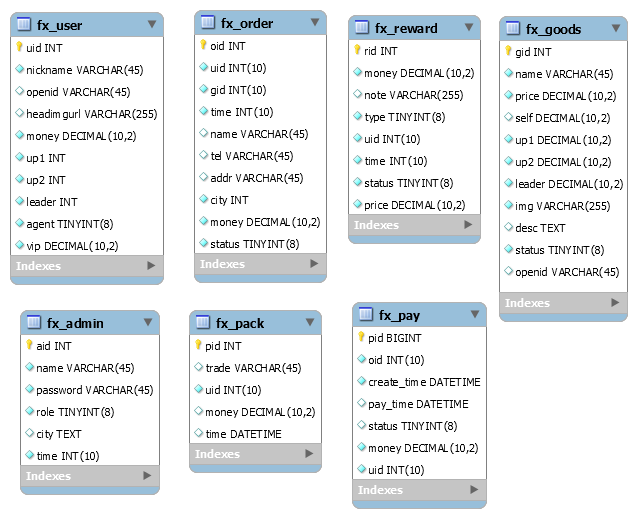 fx_user
uid INT
nickname VARCHAR(45)
openid VARCHAR(45)
headimgurl VARCHAR(255)
money DECIMAL(10,2)
up1 INT
up2 INT
leader INT
agent TINYINT(8)
vip DECIMAL(10,2)
Indexes
fx_order
oid INT
uid INT(10)
gid INT(10)
time INT(10)
name VARCHAR(45)
tel VARCHAR(45)
addr VARCHAR(45)
city INT
money DECIMAL(10,2)
status TINYINT(8)
Indexes
fx_reward
rid INT
money DECIMAL(10,2)
note VARCHAR(255)
type TINYINT(8)
uid INT(10)
time INT(10)
status TINYINT(8)
price DECIMAL(10,2)
Indexes
fx_goods
gid INT
name VARCHAR(45)
price DECIMAL(10,2)
self DECIMAL(10,2)
up1 DECIMAL(10,2)
up2 DECIMAL(10,2)
leader DECIMAL(10,2)
img VARCHAR(255)
desc TEXT
status TINYINT(8)
openid VARCHAR(45)
Indexes
fx_admin
aid INT
name VARCHAR(45)
password VARCHAR(45)
role TINYINT(8)
city TEXT
time INT(10)
Indexes
fx_pack
pid INT
trade VARCHAR(45)
uid INT(10)
money DECIMAL(10,2)
time DATETIME
Indexes
fx_pay
pid BIGINT
oid INT(10)
create_time DATETIME
pay_time DATETIME
status TINYINT(8)
money DECIMAL(10,2)
uid INT(10)
Indexes